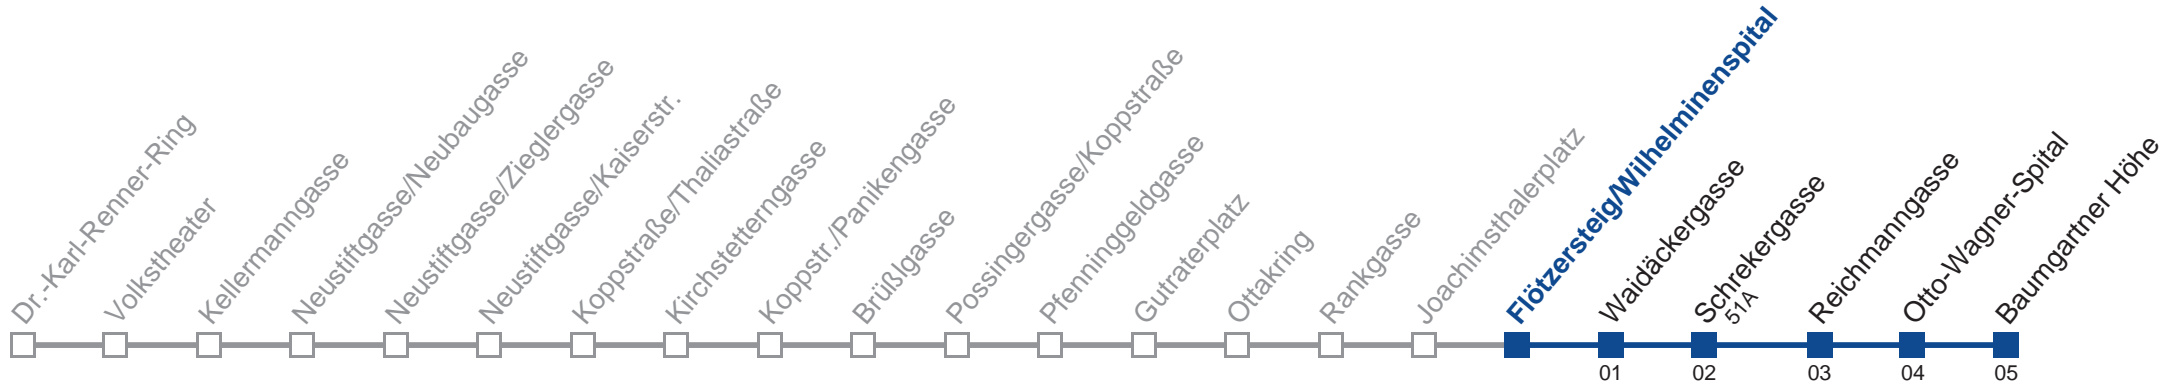 Dr.-Karl-Renner-Ring
Volkstheater
Kellermanngasse
Neustiftgasse/Neubaugasse
Neustiftgasse/Zieglergasse
Neustiftgasse/Kaiserstr.
Koppstraße/Thaliastraße
Kirchstetterngasse
Koppstr./Panikengasse
Brüßlgasse
Possingergasse/Koppstraße
Pfenninggeldgasse
Gutraterplatz
Ottakring
Rankgasse
Joachimsthalerplatz
Flötzersteig/Wilhelminenspital
Waidäckergasse
Schrekergasse
51A
Reichmanngasse
Otto-Wagner-Spital
Baumgartner Höhe
01 02 03 04 05